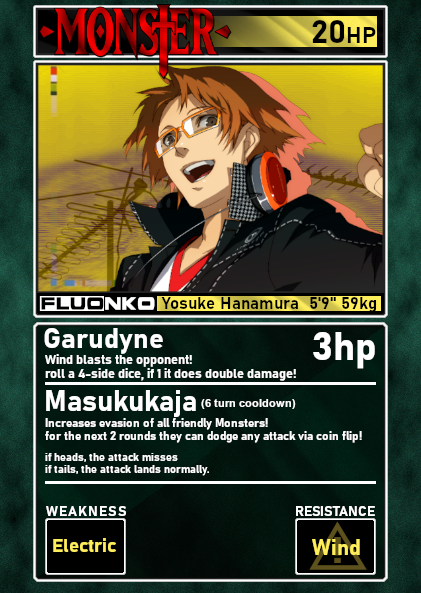 MONSTER
20HP
FLUONKO Yosuke Hanamura 5'9" 59kg
Garudyne
3hp
Wind blasts the opponent!
roll a 4-side dice, if 1 it does double damage!
Masukukaja (6 turn cooldown)
Increases evasion of all friendly Monsters!
for the next 2 rounds they can dodge any attack via coin flip!
if heads, the attack misses
if tails, the attack lands normally.
WEAKNESS
RESISTANCE
Electric
Wind